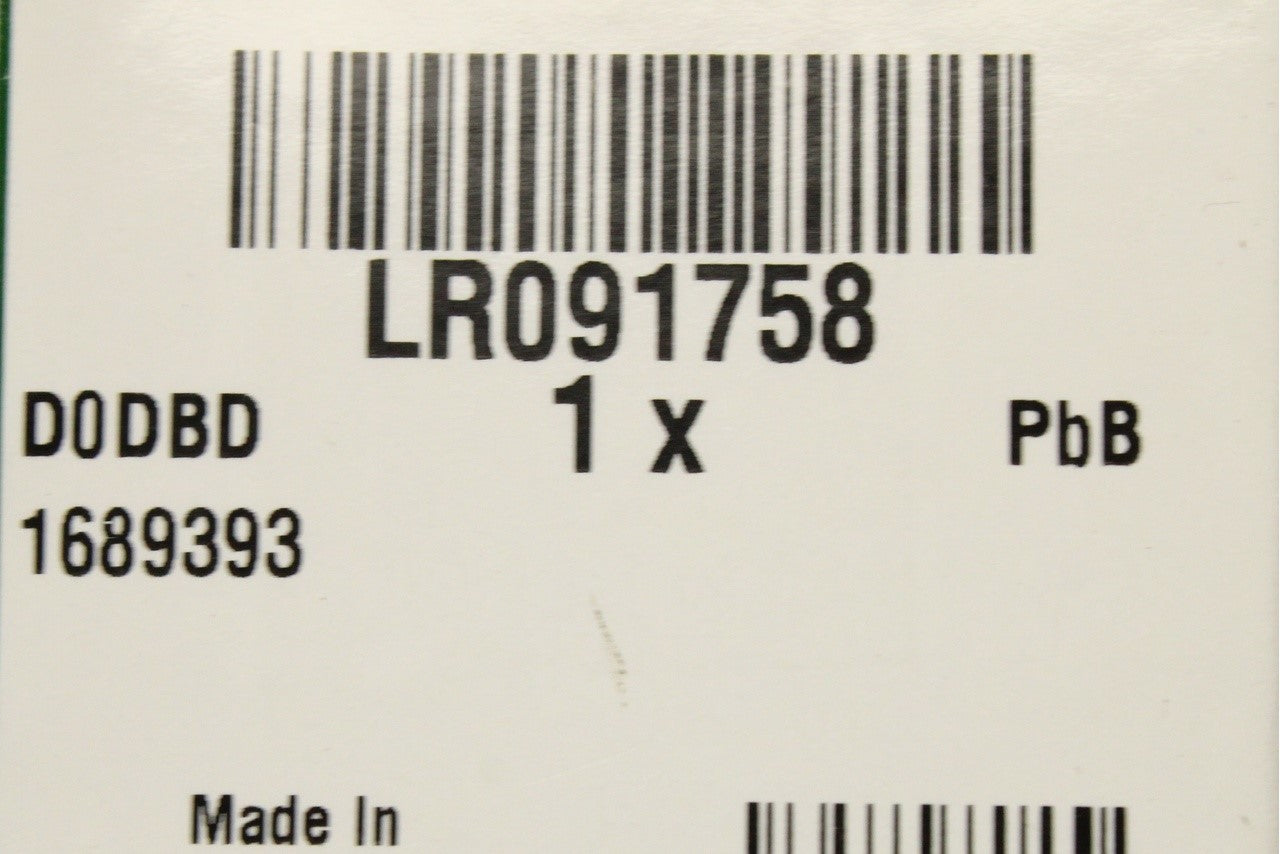 LR091758
D0DBD 1 x PbB
1689393
Made In